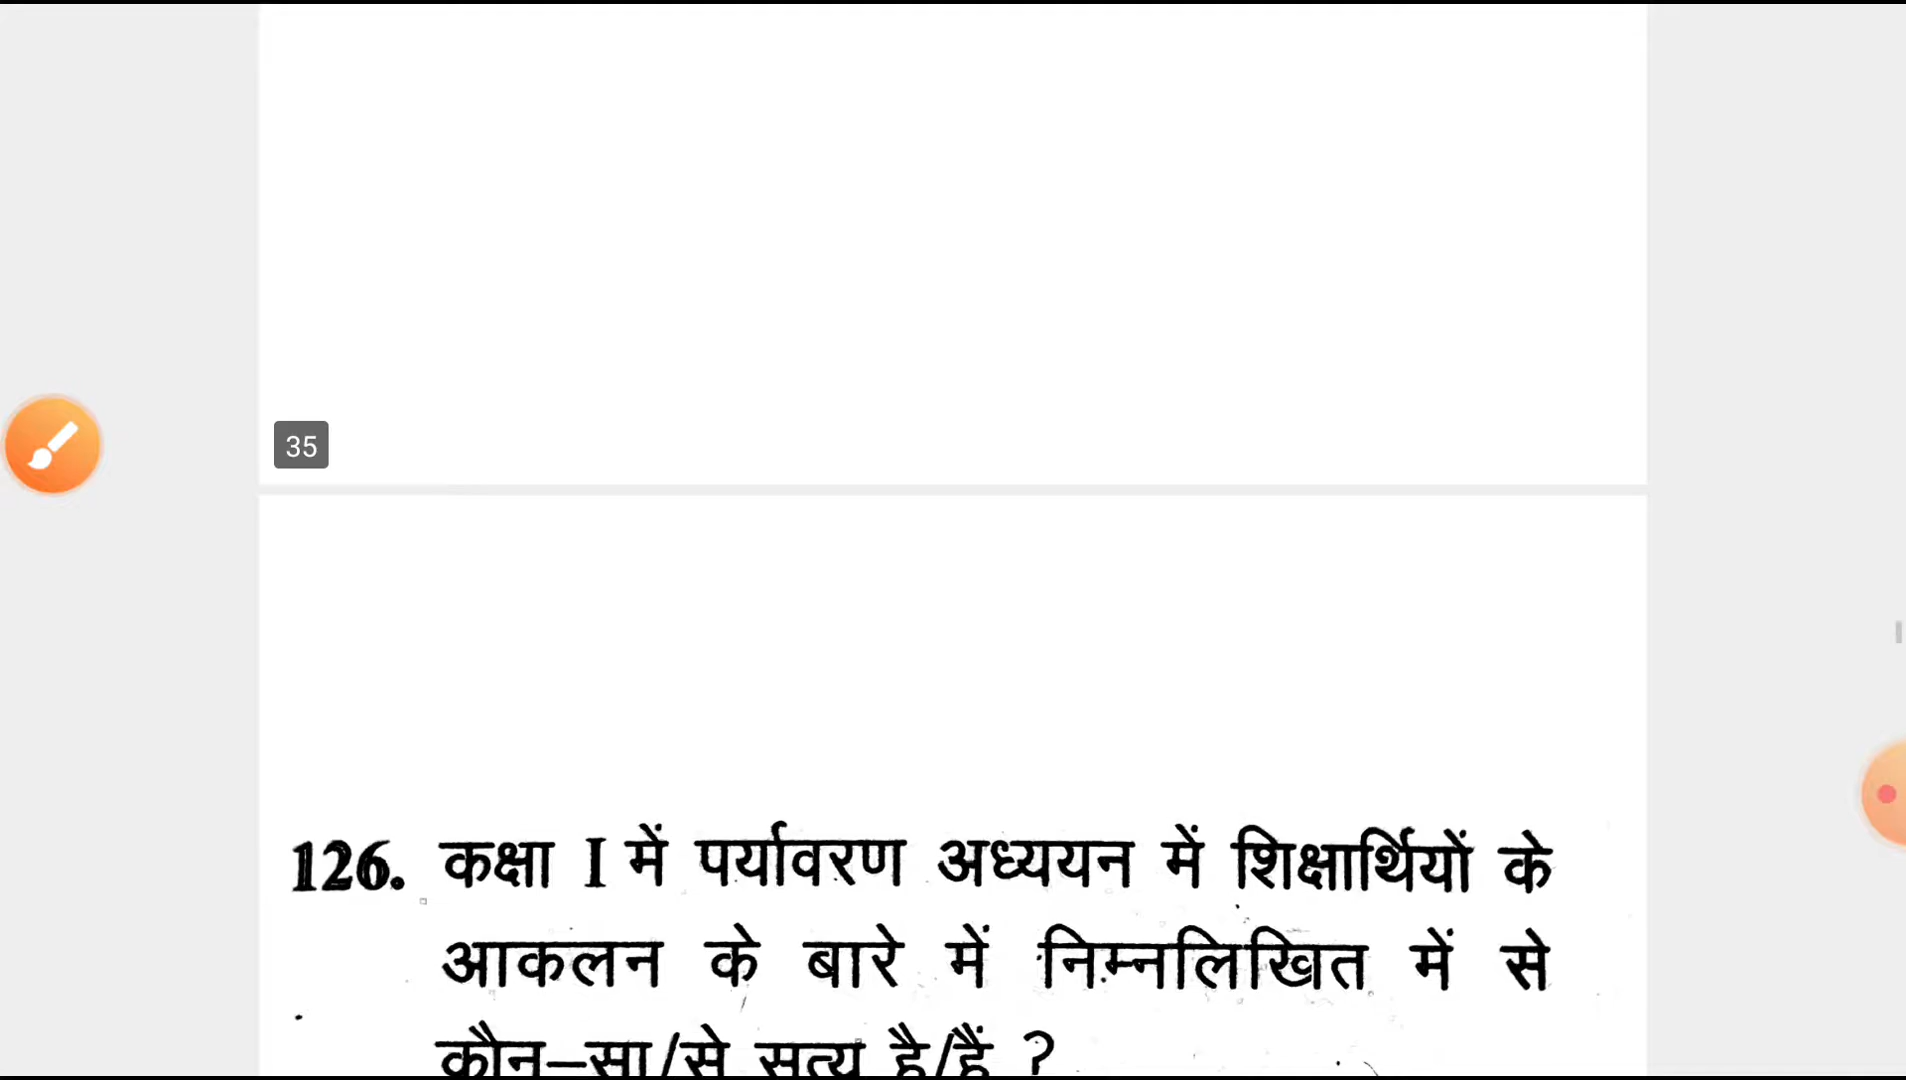 35
126. कक्षा I में पर्यावरण अध्ययन में शिक्षार्थियों के
आकलन के बारे में निम्नलिखित में से
कौन–सा/से सत्य है/हैं ?